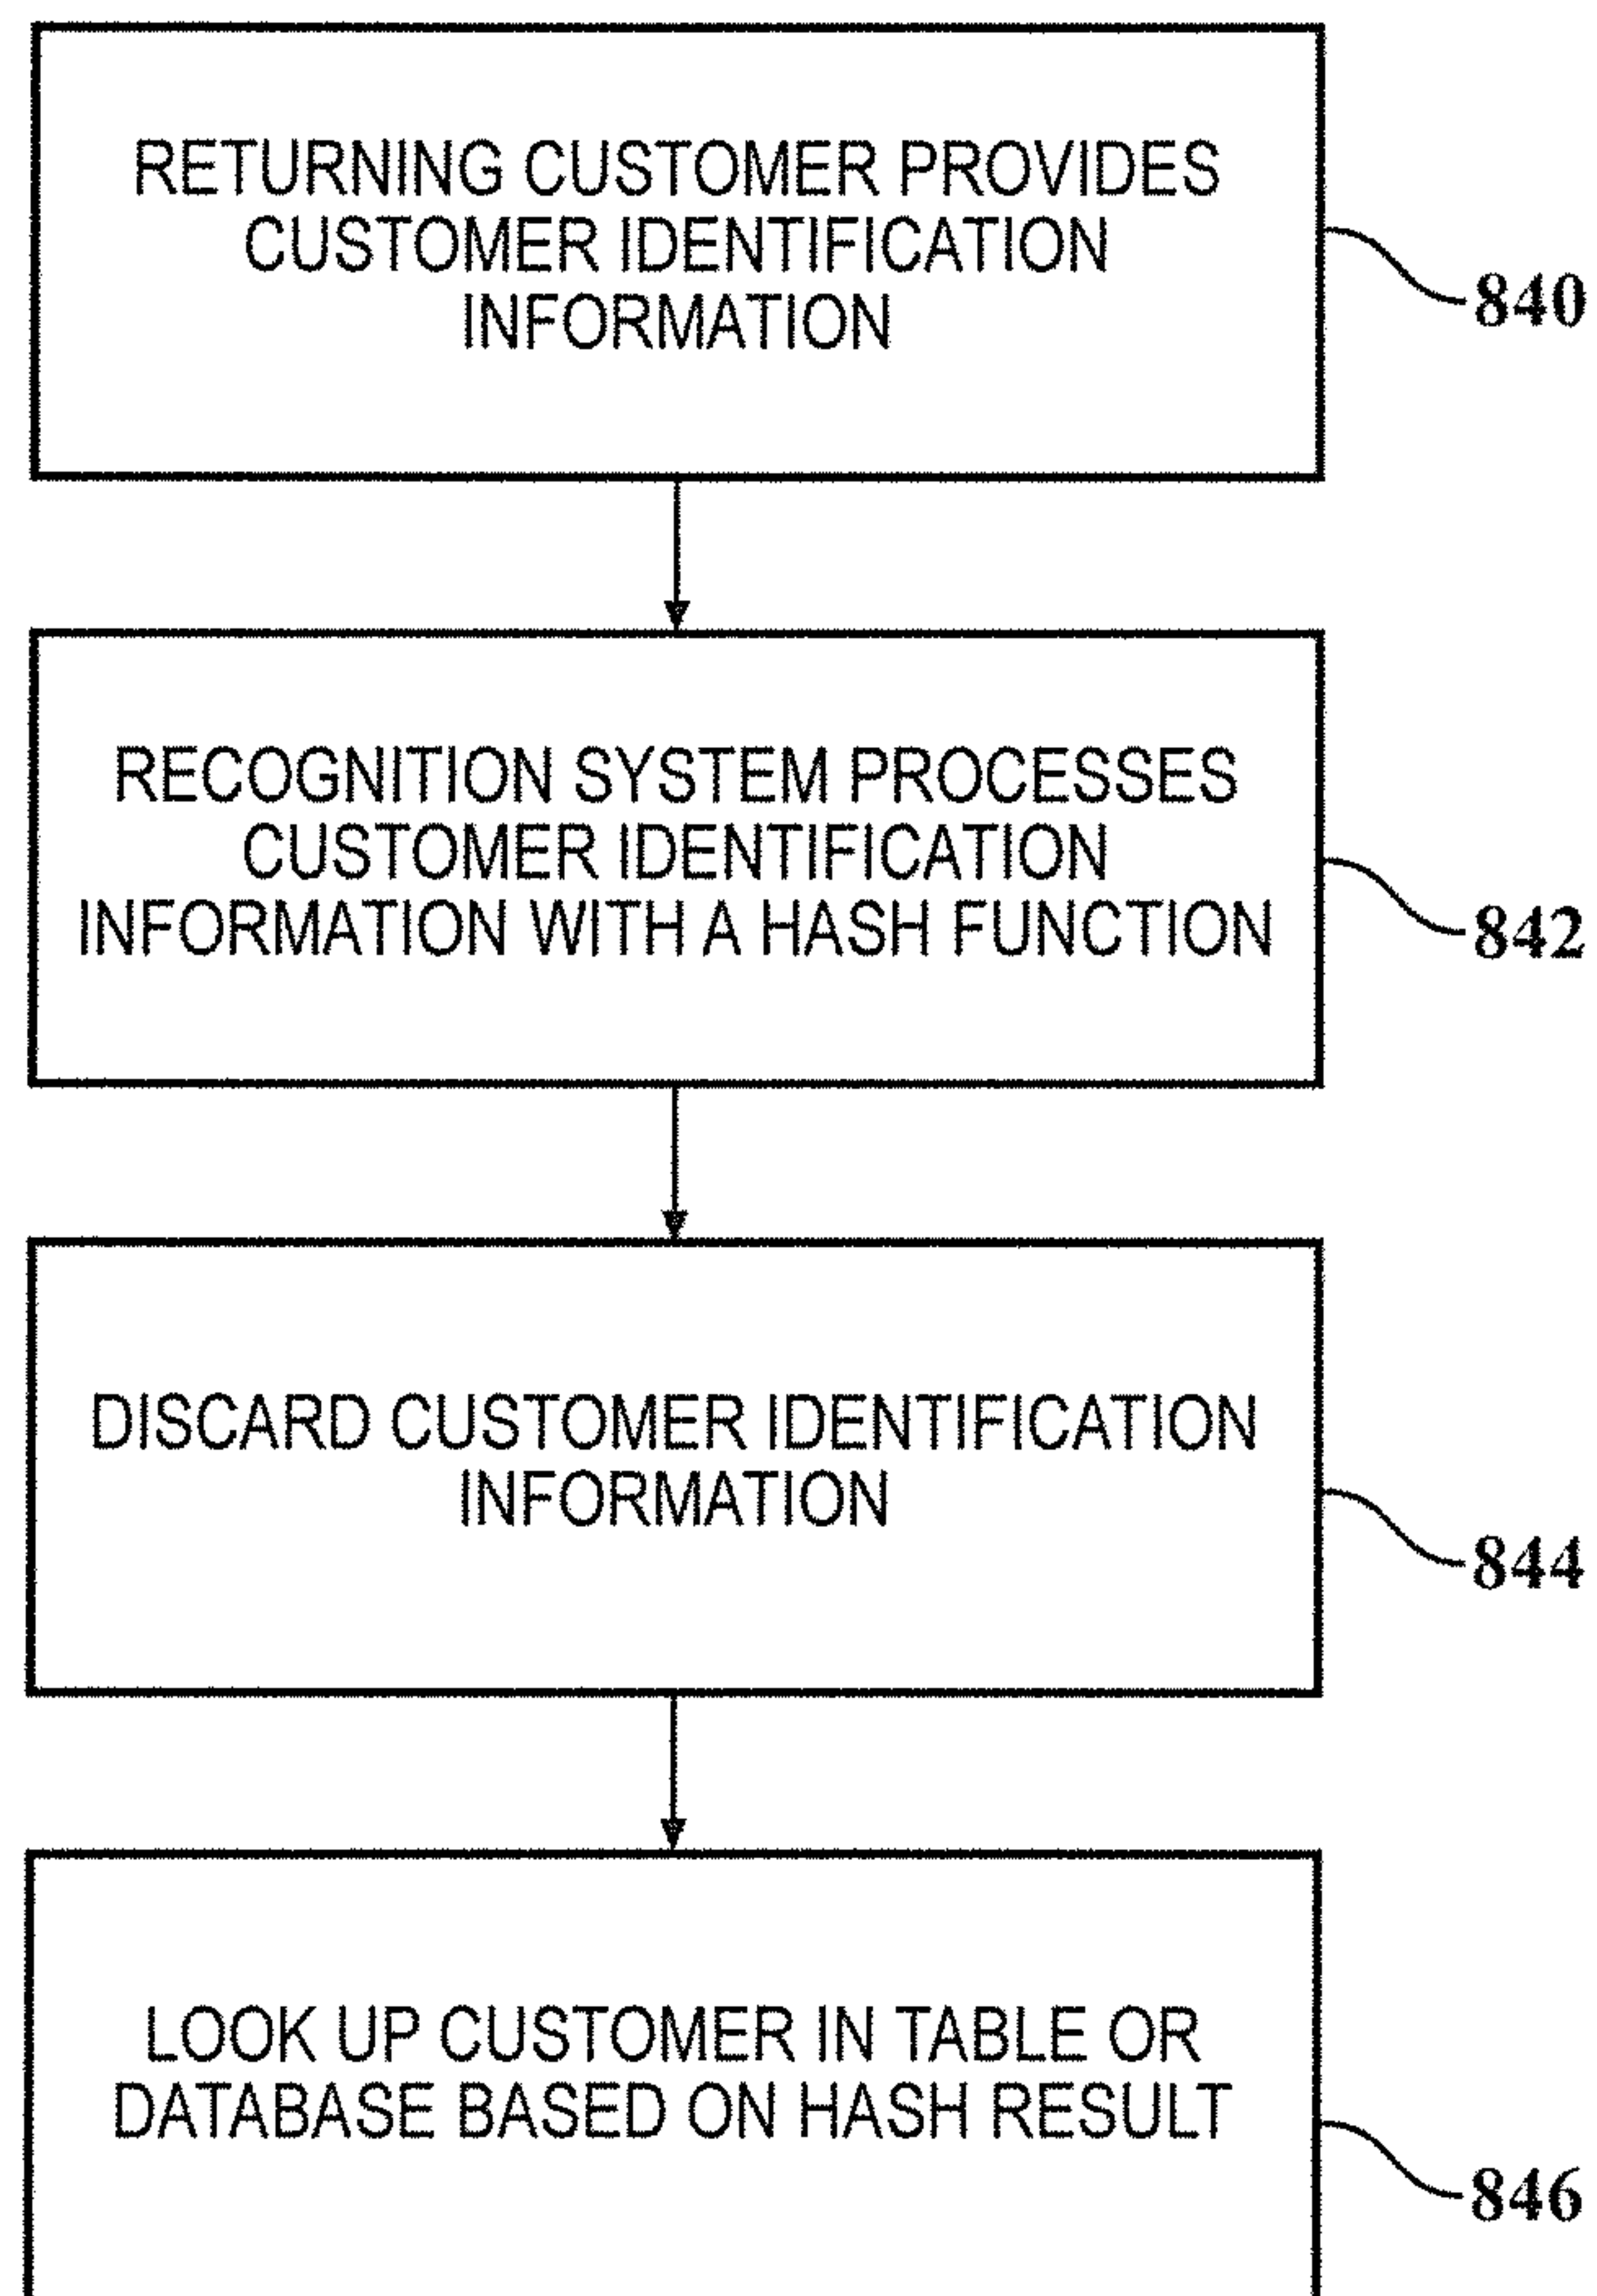 RETURNING CUSTOMER PROVIDES
CUSTOMER IDENTIFICATION
INFORMATION
840
RECOGNITION SYSTEM PROCESSES
CUSTOMER IDENTIFICATION
INFORMATION WITH A HASH FUNCTION
842
DISCARD CUSTOMER IDENTIFICATION
INFORMATION
844
LOOK UP CUSTOMER IN TABLE OR
DATABASE BASED ON HASH RESULT
846